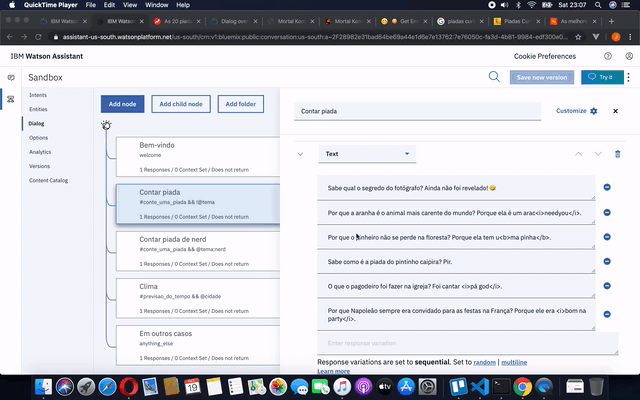 QuickTime Player File Edit View Window Help
Sat 23:07
As 20 piad
Dialog over
Mortal Kom
Mortal Kom
Get Em
piadas curt
Piadas Cur
As melhore
assistant-us-south.watsonplatform.net/us-south/crn:v1:bluemix:public:conversation:us-south:a~2F28982e31bad64be69a44e1d6e7e13762:7e76050c-fa3d-4b81-9984-edf300e0...
IBM Watson Assistant
Cookie Preferences
Sandbox
Save new version
Try it
Intents
Entities
Dialog
Options
Analytics
Versions
Content Catalog
Add node
Add child node
Add folder
Bem-vindo
welcome
1 Responses / 0 Context Set / Does not return
Contar piada
#conte_uma_piada && !@tema
1 Responses / 0 Context Set / Does not return
Contar piada de nerd
#conte_uma_piada && @tema:nerd
1 Responses / 0 Context Set / Does not return
Clima
#previsao_do_tempo && @cidade
1 Responses / 0 Context Set / Does not return
Em outros casos
anything_else
1 Responses / 0 Context Set / Does not return
Contar piada
Customize
Text
Sabe qual o segredo do fotógrafo? Ainda não foi revelado! 😄
Por que a aranha é o animal mais carente do mundo? Porque ela é um arac<i>needyou</i>.
Por que o pinheiro não se perde na floresta? Porque ela tem u<b>ma pinha</b>.
Sabe como é a piada do pintinho caipira? Pir.
O que o pagodeiro foi fazer na igreja? Foi cantar <i>pá god</i>.
Por que Napoleão sempre era convidado para as festas na França? Porque ele era <i>bom na
party</i>.
Enter response variation
Response variations are set to sequential. Set to random | multiline
Learn more